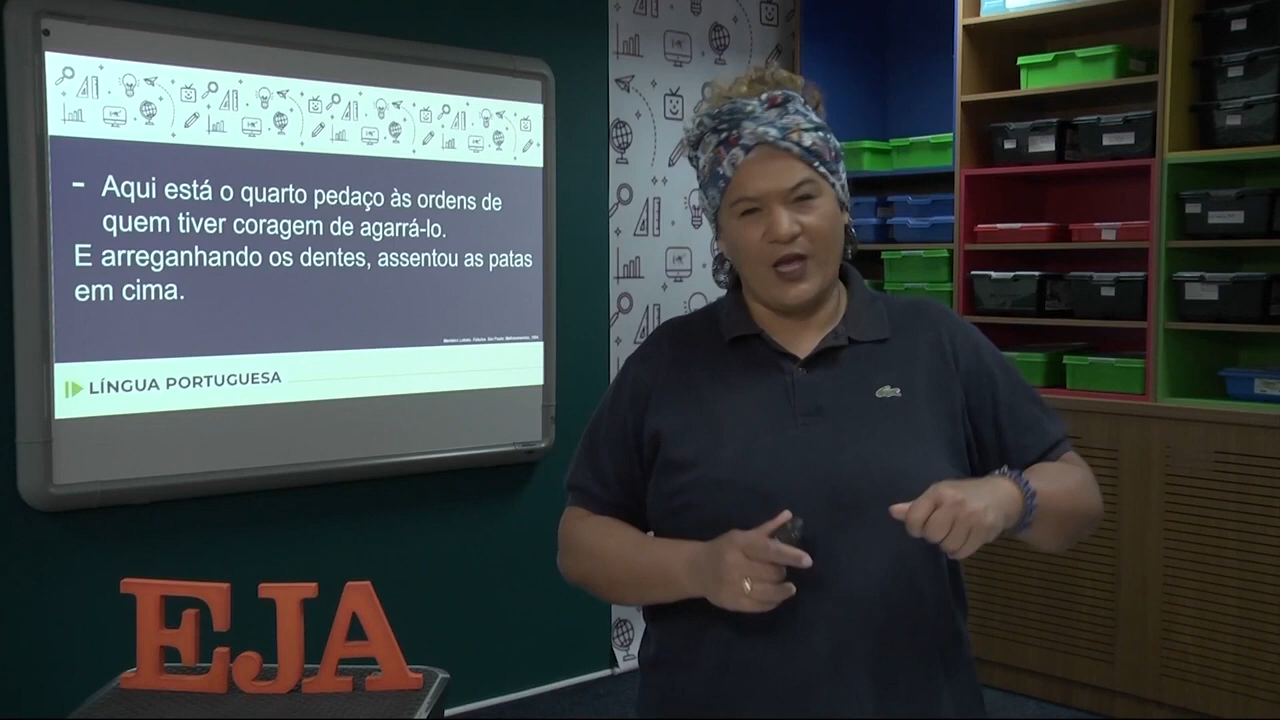 - Aqui está o quarto pedaço às ordens de
quem tiver coragem de agarrá-lo.
E arreganhando os dentes, assentou as patas
em cima.
LÍNGUA PORTUGUESA
EJA